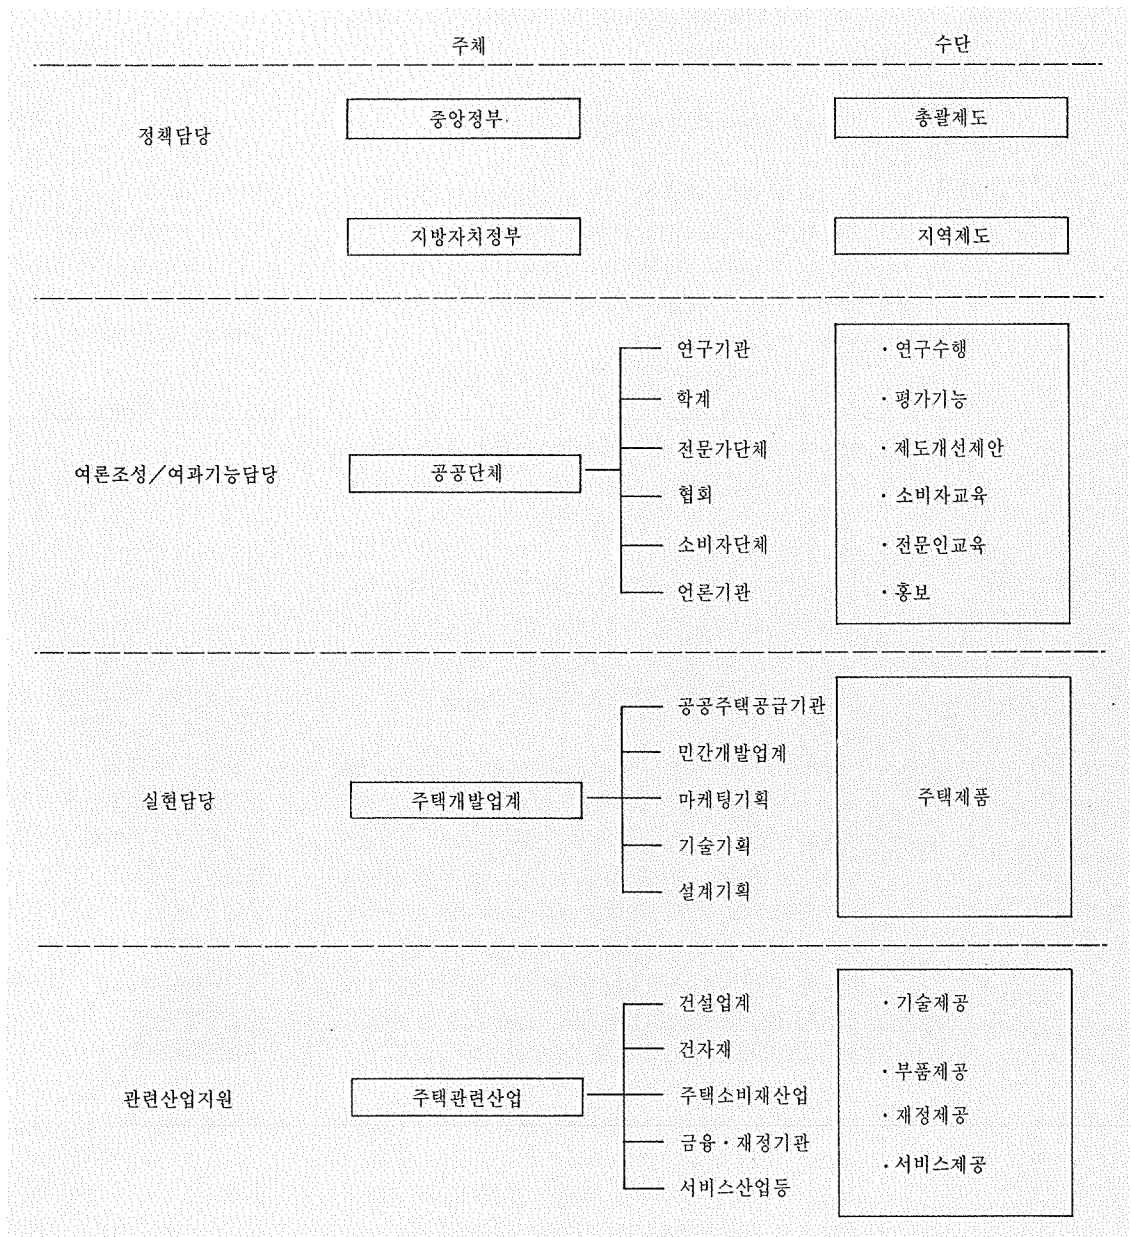 주체 수단
정책담당
중앙정부 총괄제도
지방자치정부 지역제도
여론조성/여과기능담당
공공단체
연구기관 · 연구수행
학계 · 평가기능
전문가단체 · 제도개선제안
협회 · 소비자교육
소비자단체 · 전문인교육
언론기관 · 홍보
실현담당
주택개발업계
공공주택공급기관
민간개발업계
마케팅기획
기술기획
설계기획
주택제품
관련산업지원
주택관련산업
건설업계 · 기술제공
건자재 · 부품제공
주택소비재산업 · 재정제공
금융 · 재정기관 · 서비스제공
서비스산업등